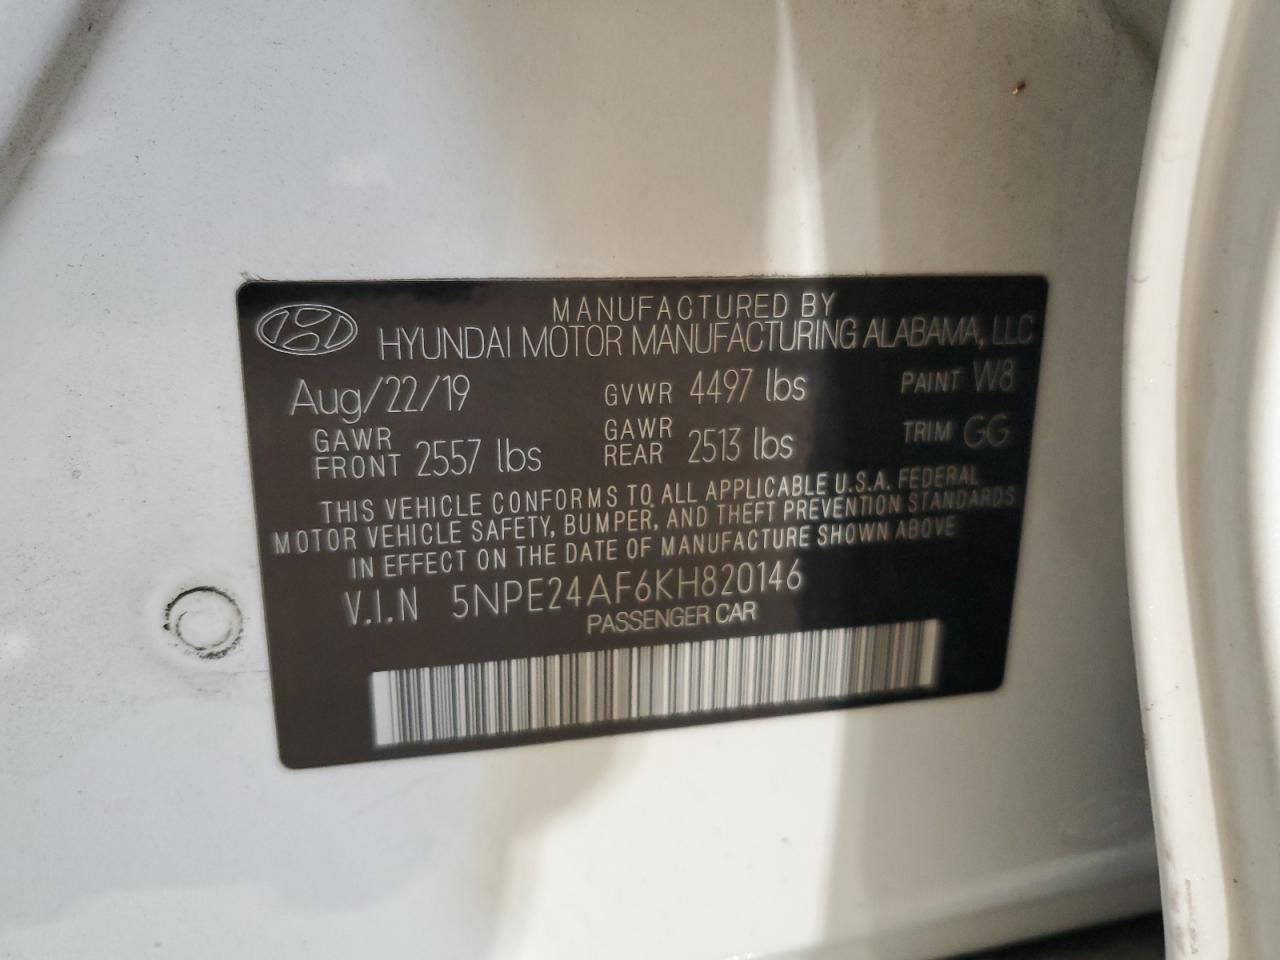 MANUFACTURED BY
HYUNDAI MOTOR MANUFACTURING ALABAMA, LLC
Aug/22/19 GVWR 4497 lbs PAINT W8
GAWR FRONT 2557 lbs GAWR REAR 2513 lbs TRIM GG
THIS VEHICLE CONFORMS TO ALL APPLICABLE U.S.A. FEDERAL
MOTOR VEHICLE SAFETY, BUMPER, AND THEFT PREVENTION STANDARDS
IN EFFECT ON THE DATE OF MANUFACTURE SHOWN ABOVE
V.I.N 5NPE24AF6KH820146
PASSENGER CAR